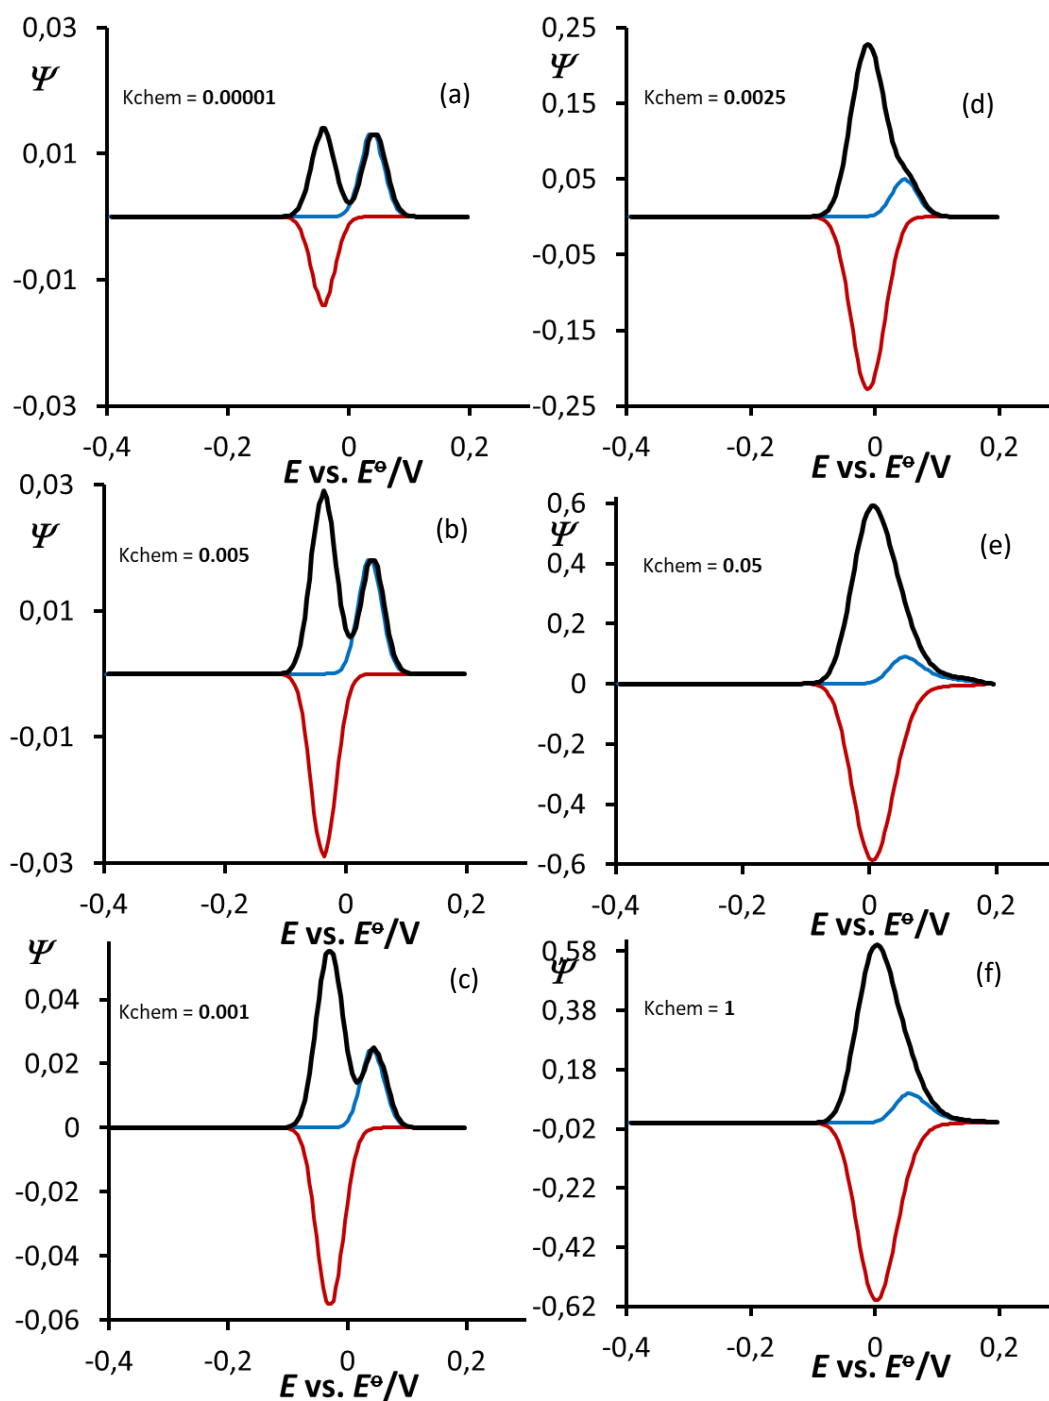 0,03
Ψ
Kchem = 0.00001
(a)
0,01
-0,01
-0,03
-0,4
-0,2
0
0,2
E vs. E⊖/V
0,25
Ψ
Kchem = 0.0025
(d)
0,15
0,05
-0,05
-0,15
-0,25
-0,4
-0,2
0
0,2
E vs. E⊖/V
0,03
Ψ
Kchem = 0.005
(b)
0,01
-0,01
-0,03
-0,4
-0,2
0
0,2
E vs. E⊖/V
0,6
Ψ
Kchem = 0.05
(e)
0,4
0,2
0
-0,2
-0,4
-0,6
-0,4
-0,2
0
0,2
E vs. E⊖/V
Ψ
Kchem = 0.001
(c)
0,04
0,02
0
-0,02
-0,04
-0,06
-0,4
-0,2
0
0,2
E vs. E⊖/V
0,58
Ψ
Kchem = 1
(f)
0,38
0,18
-0,02
-0,22
-0,42
-0,62
-0,4
-0,2
0
0,2
E vs. E⊖/V